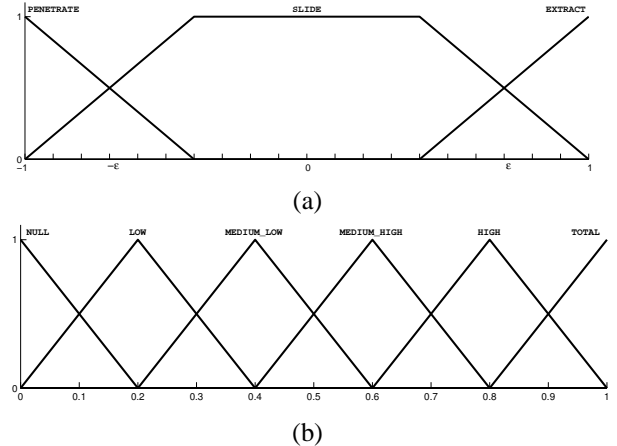 PENETRATE SLIDE EXTRACT
1
0
−1 −ε 0 ε 1
(a)
NULL LOW MEDIUM_LOW MEDIUM_HIGH HIGH TOTAL
1
0
0 0.1 0.2 0.3 0.4 0.5 0.6 0.7 0.8 0.9 1
(b)